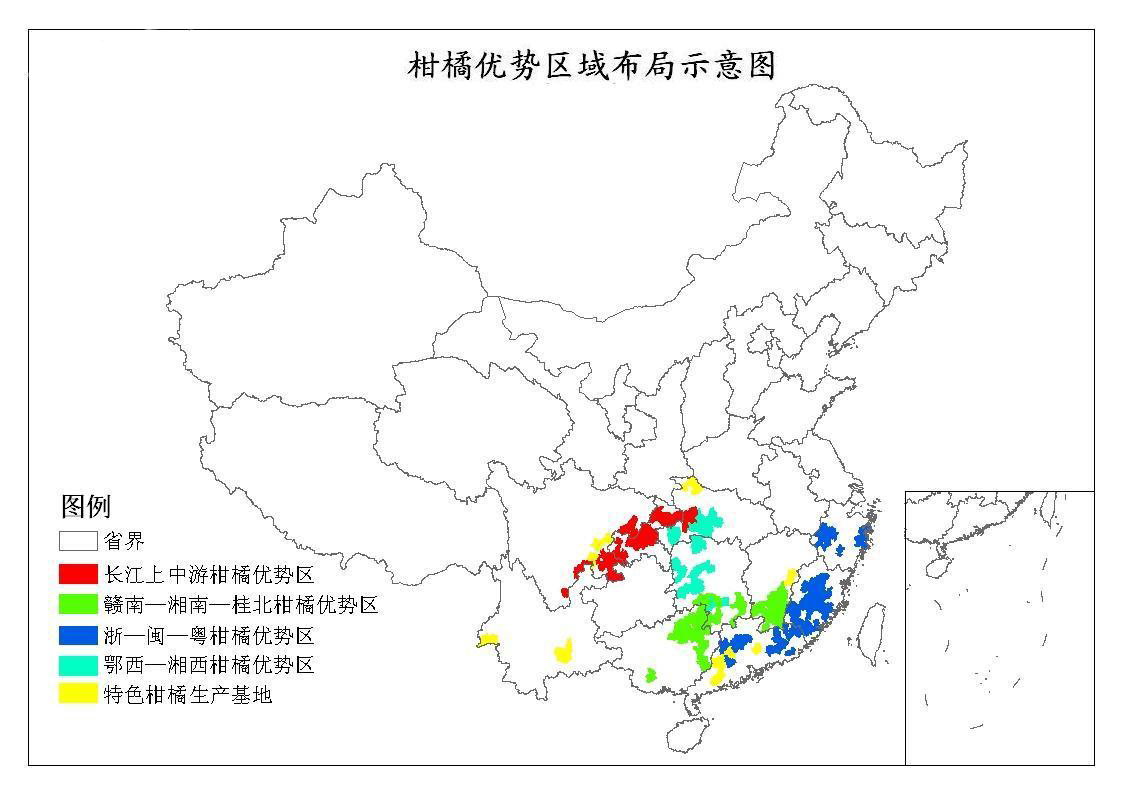 柑橘优势区域布局示意图
图例
省界
长江上中游柑橘优势区
赣南—湘南—桂北柑橘优势区
浙—闽—粤柑橘优势区
鄂西—湘西柑橘优势区
特色柑橘生产基地